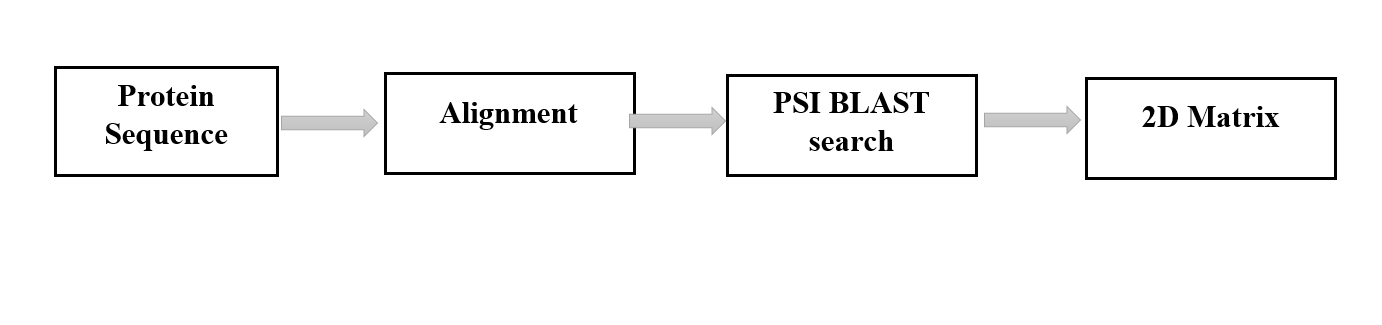 Protein
Sequence
Alignment
PSI BLAST
search
2D Matrix